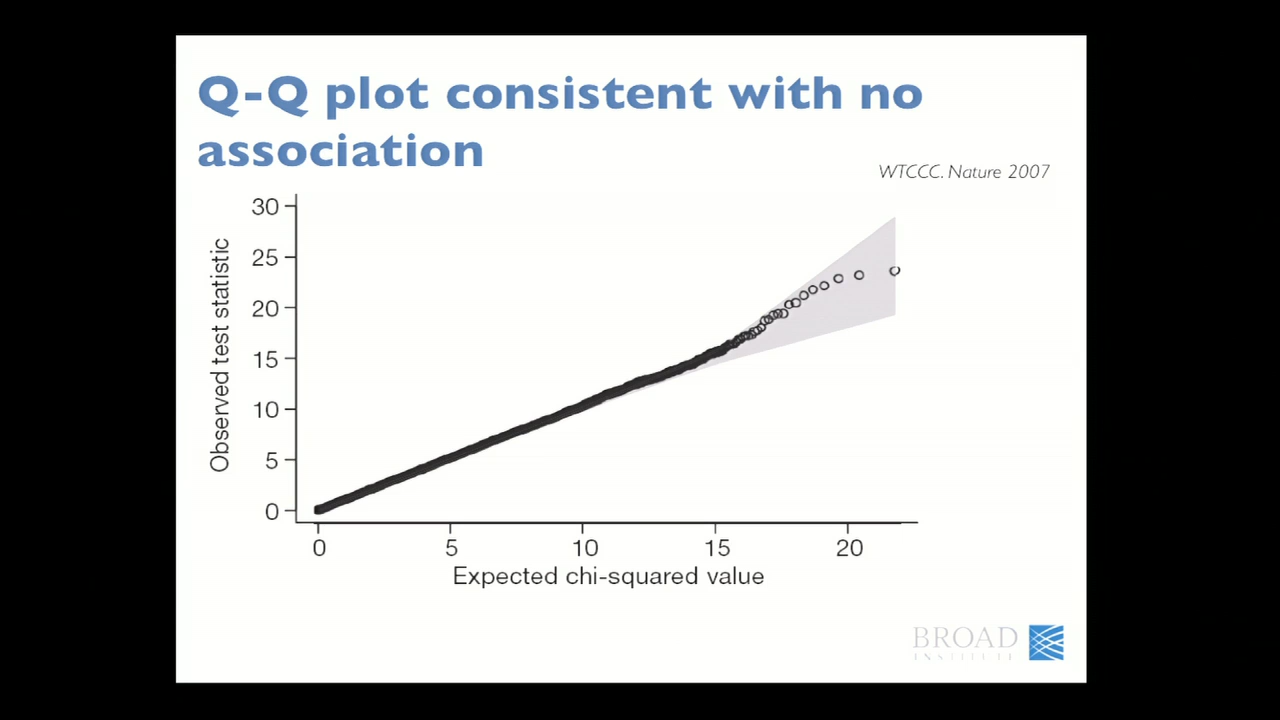 Q-Q plot consistent with no
association
WTCCC. Nature 2007
Observed test statistic
30
25
20
15
10
5
0
0 5 10 15 20
Expected chi-squared value
BROAD
INSTITUTE